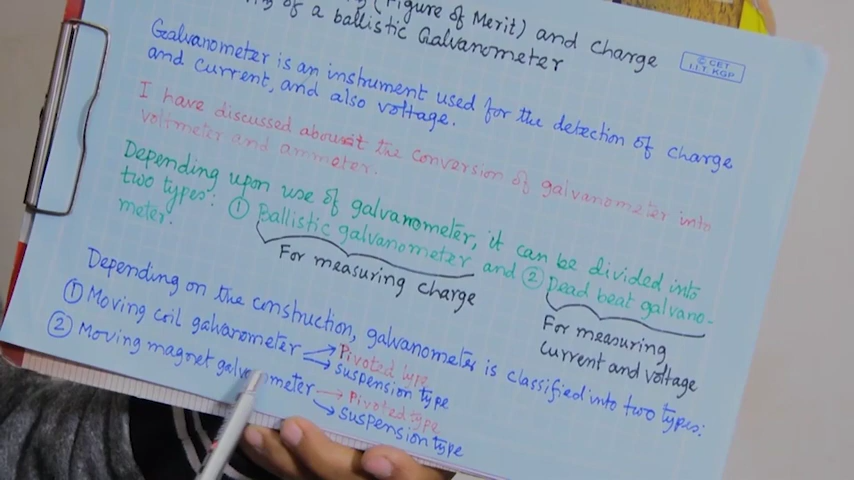 (Figure of Merit) and charge
of a ballistic Galvanometer
C CET
I.I.T. KGP
Galvanometer is an instrument used for the detection of charge
and current, and also voltage.
I have discussed about the conversion of galvanometer into
voltmeter and ammeter.
Depending upon use of galvanometer, it can be divided into
two types: ① Ballistic galvanometer and ② Dead beat galvano-
meter.
For measuring charge
For measuring
current and voltage
Depending on the construction, galvanometer is classified into two types:
① Moving coil galvanometer → Pivoted type
→ suspension type
② Moving magnet galvanometer → Pivoted type
→ suspension type